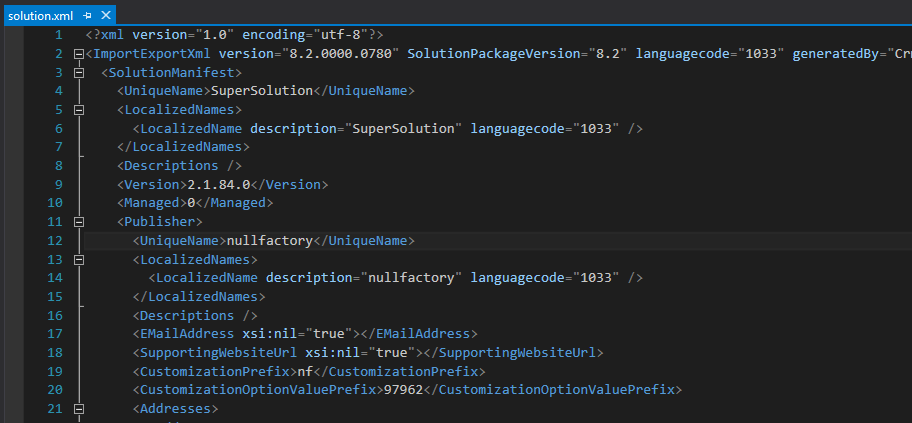 solution.xml
1 <?xml version="1.0" encoding="utf-8"?>
2 <ImportExportXml version="8.2.0000.0780" SolutionPackageVersion="8.2" languagecode="1033" generatedBy="Cr
3 <SolutionManifest>
4 <UniqueName>SuperSolution</UniqueName>
5 <LocalizedNames>
6 <LocalizedName description="SuperSolution" languagecode="1033" />
7 </LocalizedNames>
8 <Descriptions />
9 <Version>2.1.84.0</Version>
10 <Managed>0</Managed>
11 <Publisher>
12 <UniqueName>nullfactory</UniqueName>
13 <LocalizedNames>
14 <LocalizedName description="nullfactory" languagecode="1033" />
15 </LocalizedNames>
16 <Descriptions />
17 <EMailAddress xsi:nil="true"></EMailAddress>
18 <SupportingWebsiteUrl xsi:nil="true"></SupportingWebsiteUrl>
19 <CustomizationPrefix>nf</CustomizationPrefix>
20 <CustomizationOptionValuePrefix>97962</CustomizationOptionValuePrefix>
21 <Addresses>